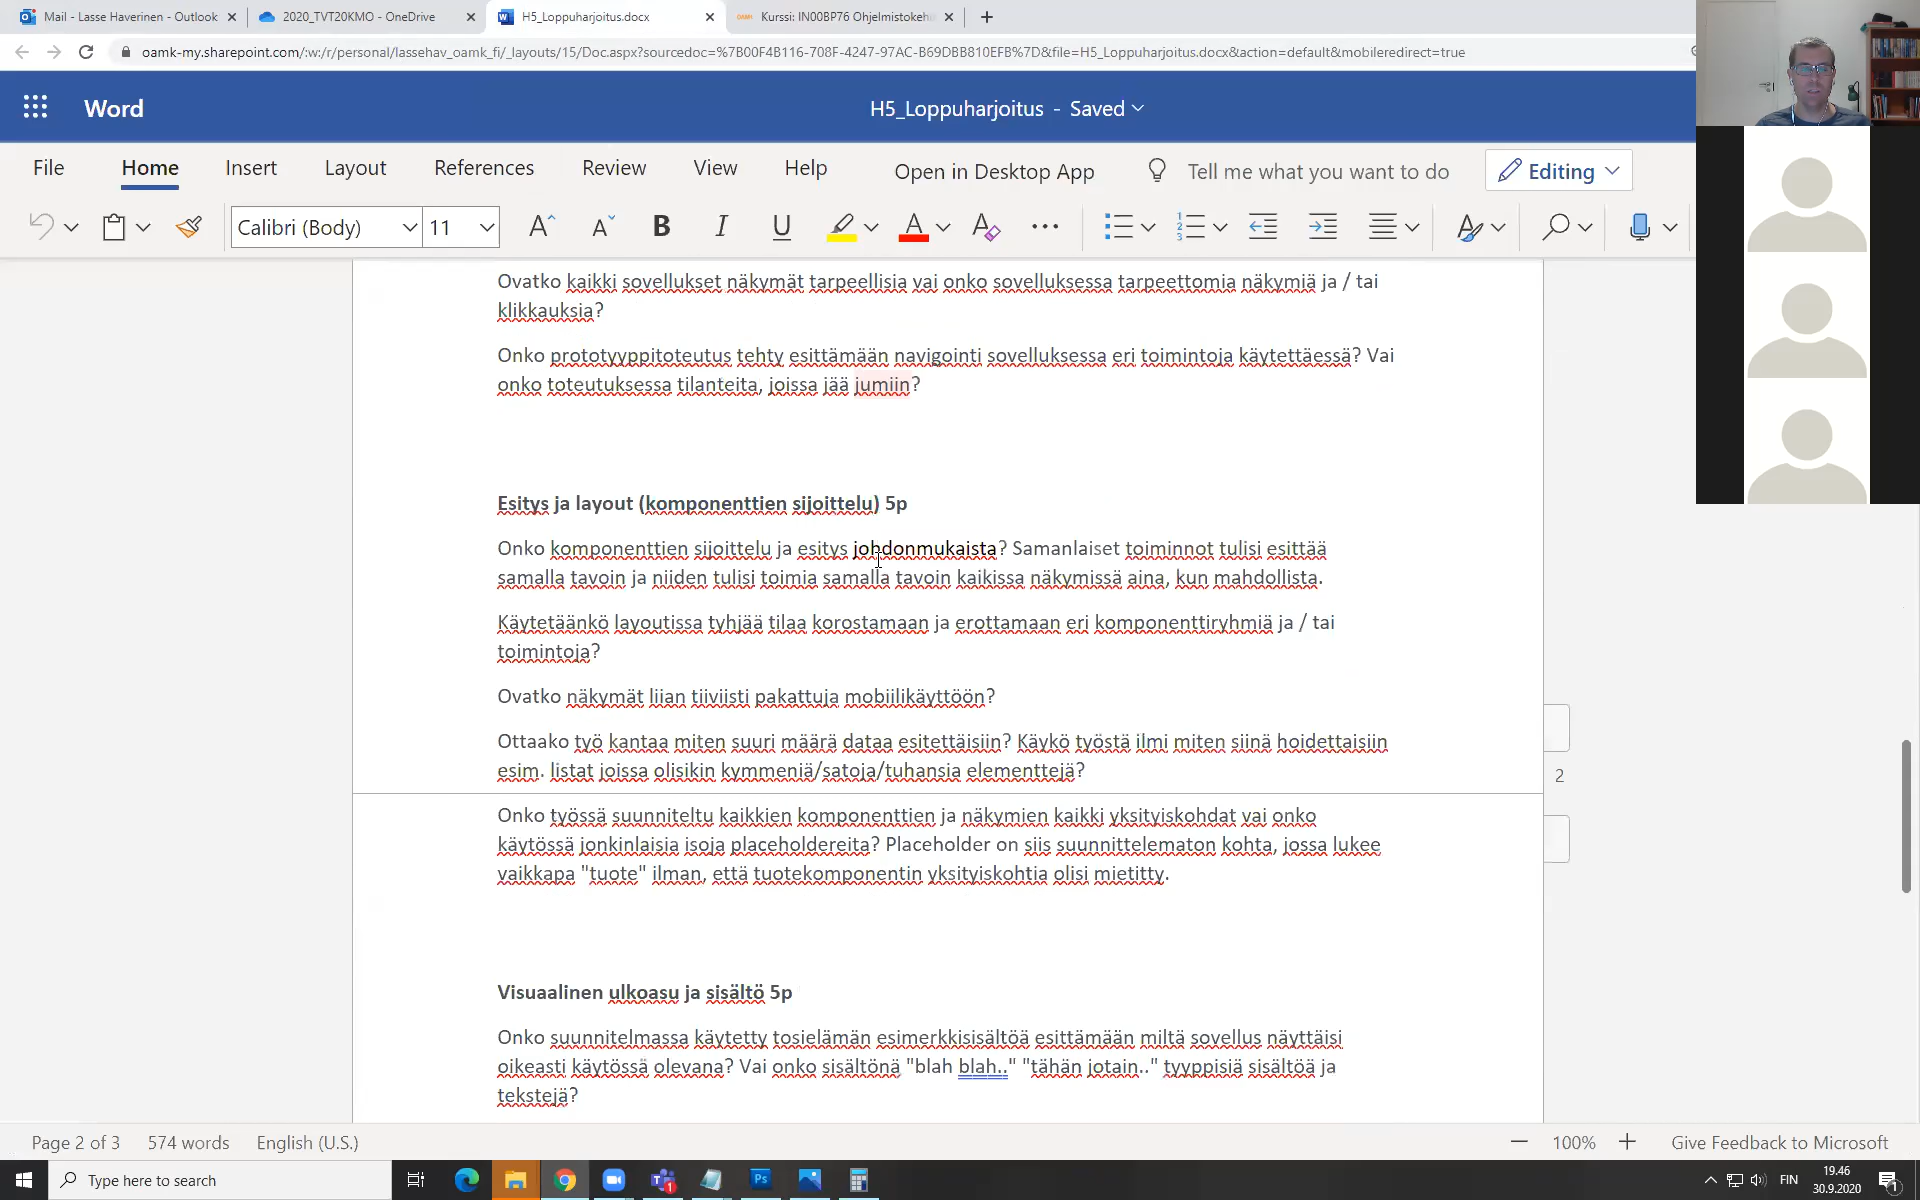 Mail - Lasse Haverinen - Outlook
2020_TVT20KMO - OneDrive
H5_Loppuharjoitus.docx
Kurssi: IN00BP76 Ohjelmistokeh
oamk-my.sharepoint.com/:w:/r/personal/lassehav_oamk_fi/_layouts/15/Doc.aspx?sourcedoc=%7B00F4B116-708F-4247-97AC-B69DBB810EFB%7D&file=H5_Loppuharjoitus.docx&action=default&mobileredirect=true
Word
H5_Loppuharjoitus - Saved
File
Home
Insert
Layout
References
Review
View
Help
Open in Desktop App
Tell me what you want to do
Editing
Calibri (Body)
11
Ovatko kaikki sovellukset näkymät tarpeellisia vai onko sovelluksessa tarpeettomia näkymiä ja / tai
klikkauksia?
Onko prototyyppitoteutus tehty esittämään navigointi sovelluksessa eri toimintoja käytettäessä? Vai
onko toteutuksessa tilanteita, joissa jää jumiin?
Esitys ja layout (komponenttien sijoittelu) 5p
Onko komponenttien sijoittelu ja esitys johdonmukaista? Samanlaiset toiminnot tulisi esittää
samalla tavoin ja niiden tulisi toimia samalla tavoin kaikissa näkymissä aina, kun mahdollista.
Käytetäänkö layoutissa tyhjää tilaa korostamaan ja erottamaan eri komponenttiryhmiä ja / tai
toimintoja?
Ovatko näkymät liian tiiviisti pakattuja mobiilikäyttöön?
Ottaako työ kantaa miten suuri määrä dataa esitettäisiin? Käykö työstä ilmi miten siinä hoidettaisiin
esim. listat joissa olisikin kymmeniä/satoja/tuhansia elementtejä?
2
Onko työssä suunniteltu kaikkien komponenttien ja näkymien kaikki yksityiskohdat vai onko
käytössä jonkinlaisia isoja placeholdereita? Placeholder on siis suunnittelematon kohta, jossa lukee
vaikkapa "tuote" ilman, että tuotekomponentin yksityiskohtia olisi mietitty.
Visuaalinen ulkoasu ja sisältö 5p
Onko suunnitelmassa käytetty tosielämän esimerkkisisältöä esittämään miltä sovellus näyttäisi
oikeasti käytössä olevana? Vai onko sisältönä "blah blah.." "tähän jotain.." tyyppisiä sisältöä ja
tekstejä?
Page 2 of 3
574 words
English (U.S.)
100%
Give Feedback to Microsoft
Type here to search
FIN
19.46
30.9.2020